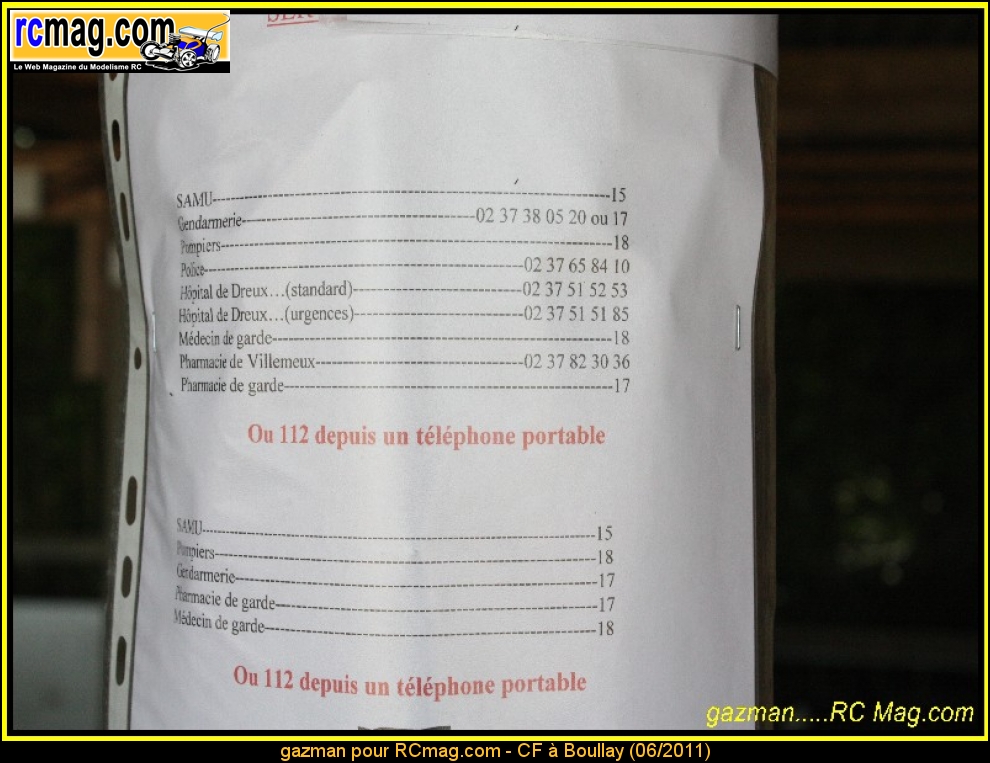 rcmag.com
Le Web Magazine du Modelisme RC
SAMU-----15
Gendarmerie-----02 37 38 05 20 ou 17
Pompiers-----18
Police-----02 37 65 84 10
Hôpital de Dreux…(standard)-----02 37 51 52 53
Hôpital de Dreux…(urgences)-----02 37 51 51 85
Médecin de garde-----18
Pharmacie de Villemeux-----02 37 82 30 36
Pharmacie de garde-----17
Ou 112 depuis un téléphone portable
SAMU-----15
Pompiers-----18
Gendarmerie-----17
Pharmacie de garde-----17
Médecin de garde-----18
Ou 112 depuis un téléphone portable
gazman.....RC Mag.com
gazman pour RCmag.com - CF à Boullay (06/2011)